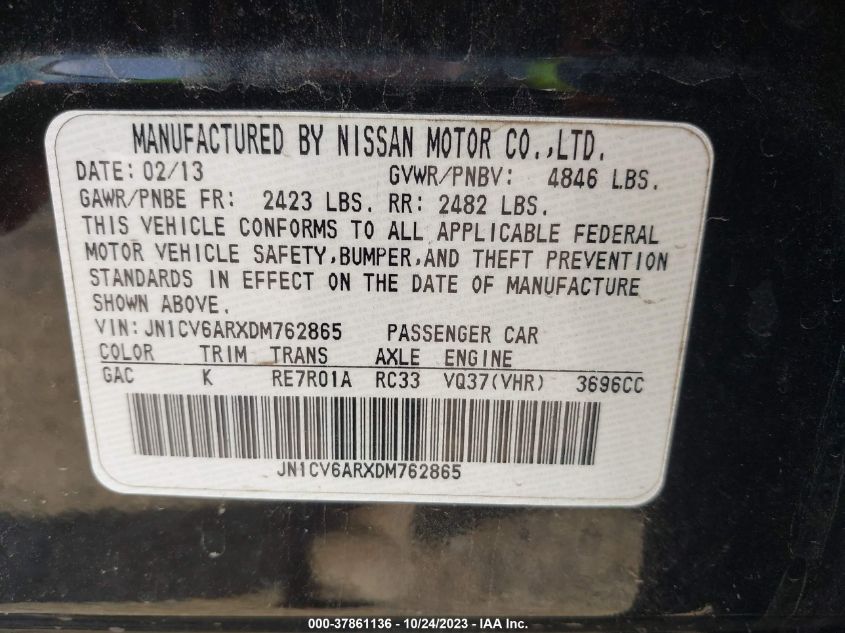 MANUFACTURED BY NISSAN MOTOR CO.,LTD.
DATE: 02/13 GVWR/PNBV: 4846 LBS.
GAWR/PNBE FR: 2423 LBS. RR: 2482 LBS.
THIS VEHICLE CONFORMS TO ALL APPLICABLE FEDERAL
MOTOR VEHICLE SAFETY,BUMPER,AND THEFT PREVENTION
STANDARDS IN EFFECT ON THE DATE OF MANUFACTURE
SHOWN ABOVE.
VIN: JN1CV6ARXDM762865 PASSENGER CAR
COLOR TRIM TRANS AXLE ENGINE
GAC K RE7R01A RC33 VQ37(VHR) 3696CC
JN1CV6ARXDM762865
000-37861136 - 10/24/2023 - IAA Inc.